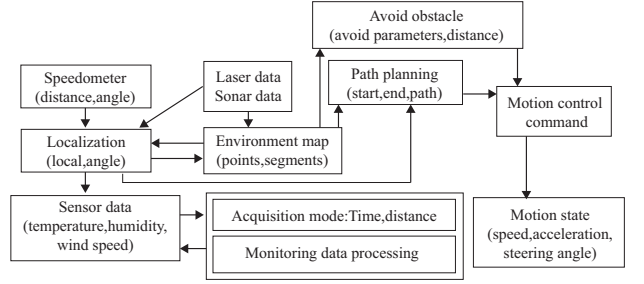 Avoid obstacle
(avoid parameters,distance)
Speedometer
(distance,angle)
Laser data
Sonar data
Path planning
(start,end,path)
Motion control
command
Localization
(local,angle)
Environment map
(points,segments)
Sensor data
(temperature,humidity,
wind speed)
Acquisition mode:Time,distance
Monitoring data processing
Motion state
(speed,acceleration,
steering angle)